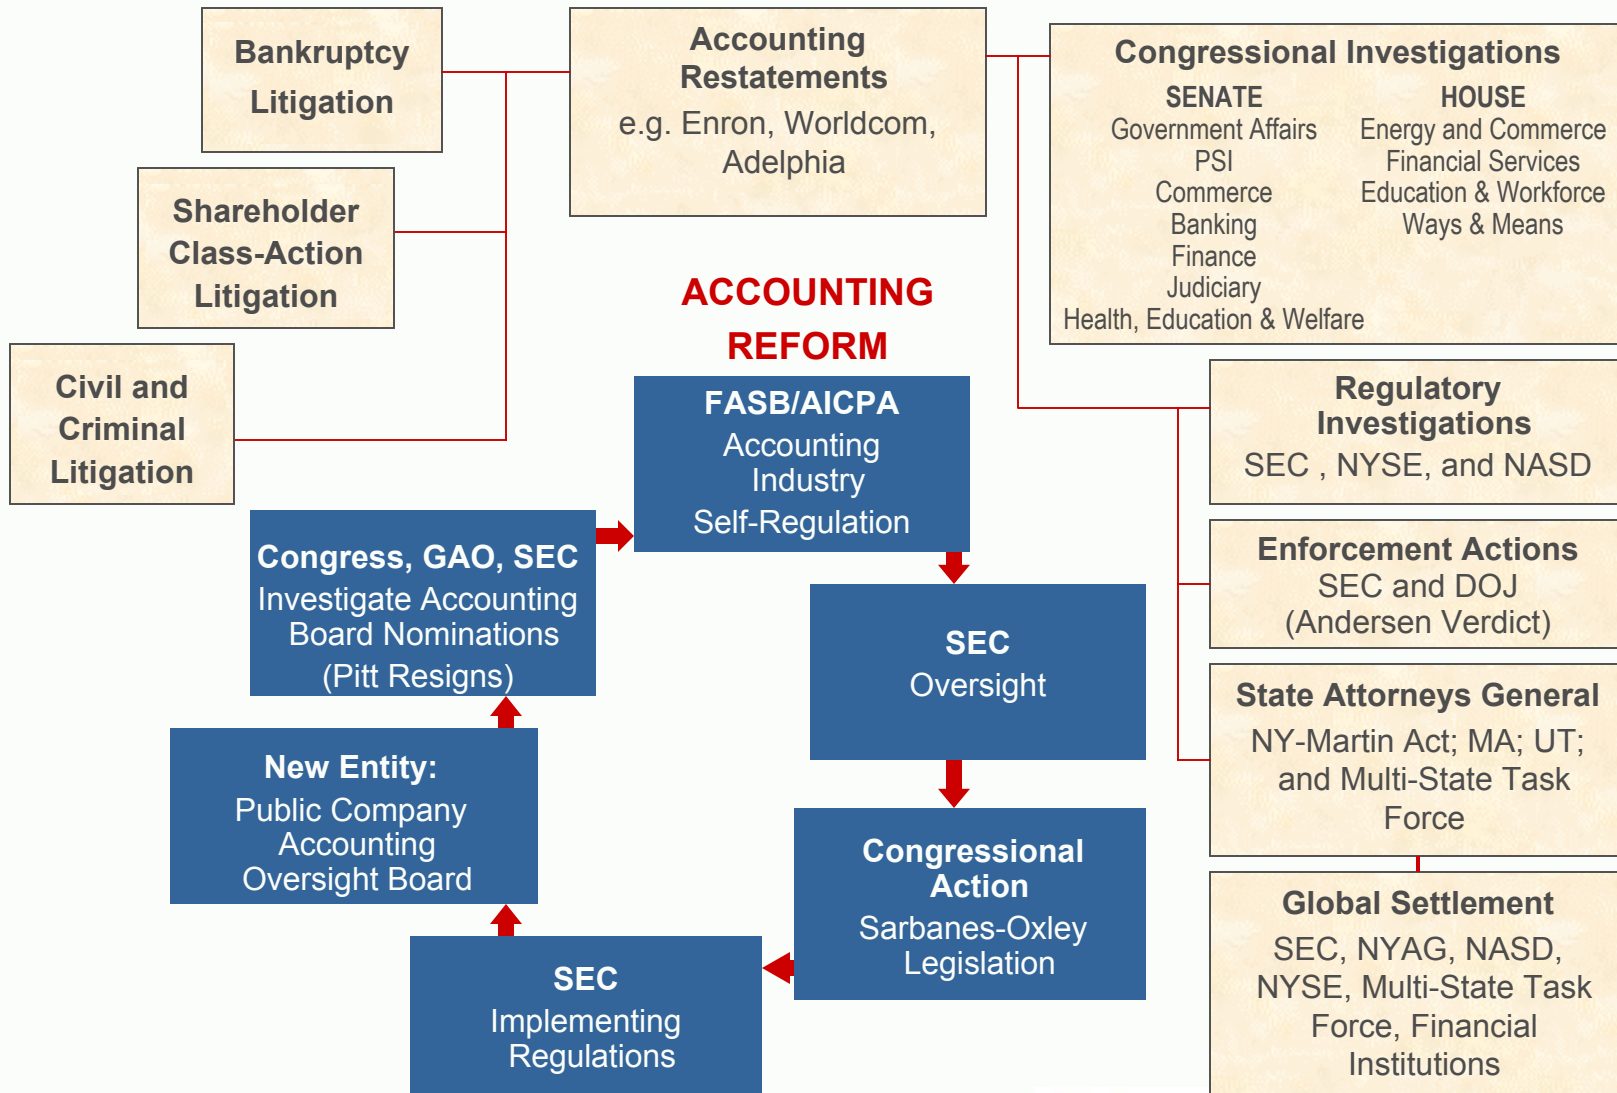 Bankruptcy
Litigation
Shareholder
Class-Action
Litigation
Civil and
Criminal
Litigation
Accounting
Restatements
e.g. Enron, Worldcom,
Adelphia
Congressional Investigations
SENATE
Government Affairs
PSI
Commerce
Banking
Finance
Judiciary
Health, Education & Welfare
HOUSE
Energy and Commerce
Financial Services
Education & Workforce
Ways & Means
Regulatory
Investigations
SEC , NYSE, and NASD
Enforcement Actions
SEC and DOJ
(Andersen Verdict)
State Attorneys General
NY-Martin Act; MA; UT;
and Multi-State Task
Force
Global Settlement
SEC, NYAG, NASD,
NYSE, Multi-State Task
Force, Financial
Institutions
ACCOUNTING
REFORM
FASB/AICPA
Accounting
Industry
Self-Regulation
SEC
Oversight
Congressional
Action
Sarbanes-Oxley
Legislation
SEC
Implementing
Regulations
New Entity:
Public Company
Accounting
Oversight Board
Congress, GAO, SEC
Investigate Accounting
Board Nominations
(Pitt Resigns)